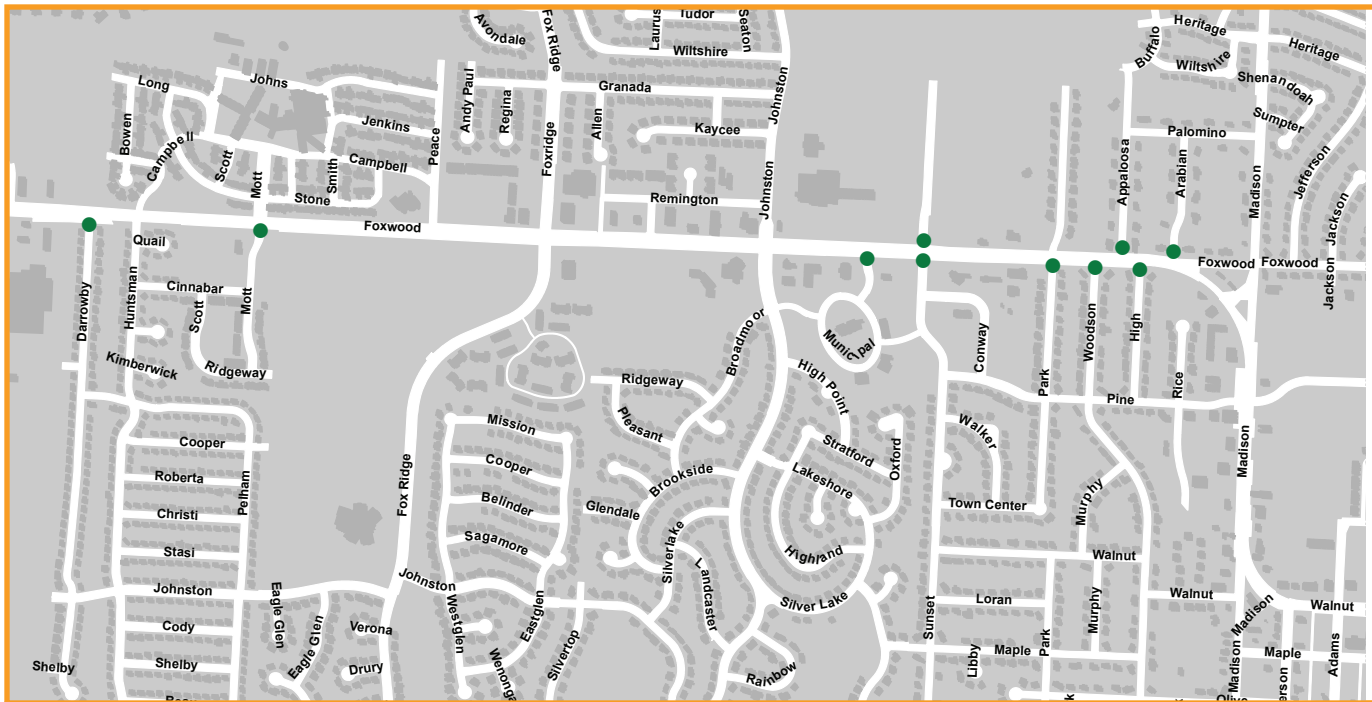 Avondale
Fox Ridge
Laurus
Tudor
Seaton
Wiltshire
Buffalo
Heritage
Heritage
Wiltshire
Shenandoah
Sumpter
Long
Johns
Andy Paul
Regina
Granada
Johnston
Bowen
Campbell
Scott
Mott
Smith
Jenkins
Campbell
Peace
Foxridge
Allen
Kaycee
Palomino
Appaloosa
Arabian
Madison
Jefferson
Jackson
Stone
Remington
Johnston
Foxwood
Quail
Foxwood
Foxwood
Jackson
Darrowby
Huntsman
Cinnabar
Scott
Mott
Kimberwick
Ridgeway
Broadmoor
Municipal
Conway
Park
Woodson
High
Rice
Pine
Ridgeway
Pleasant
High Point
Mission
Cooper
Cooper
Roberta
Pelham
Christi
Stasi
Fox Ridge
Belinder
Sagamore
Glendale
Brookside
Stratford
Lakeshore
Oxford
Walker
Town Center
Murphy
Madison
Highland
Silverlake
Landcaster
Silver Lake
Walnut
Johnston
Johnston
Eagle Glen
Eagle Glen
Verona
Drury
Westglen
Eastglen
Wenonga
Silvertop
Cody
Shelby
Shelby
Sunset
Loran
Park
Murphy
Walnut
Madison
Walnut
Libby
Maple
Rainbow
Madison
Maple
Adams
erson
Olive
k